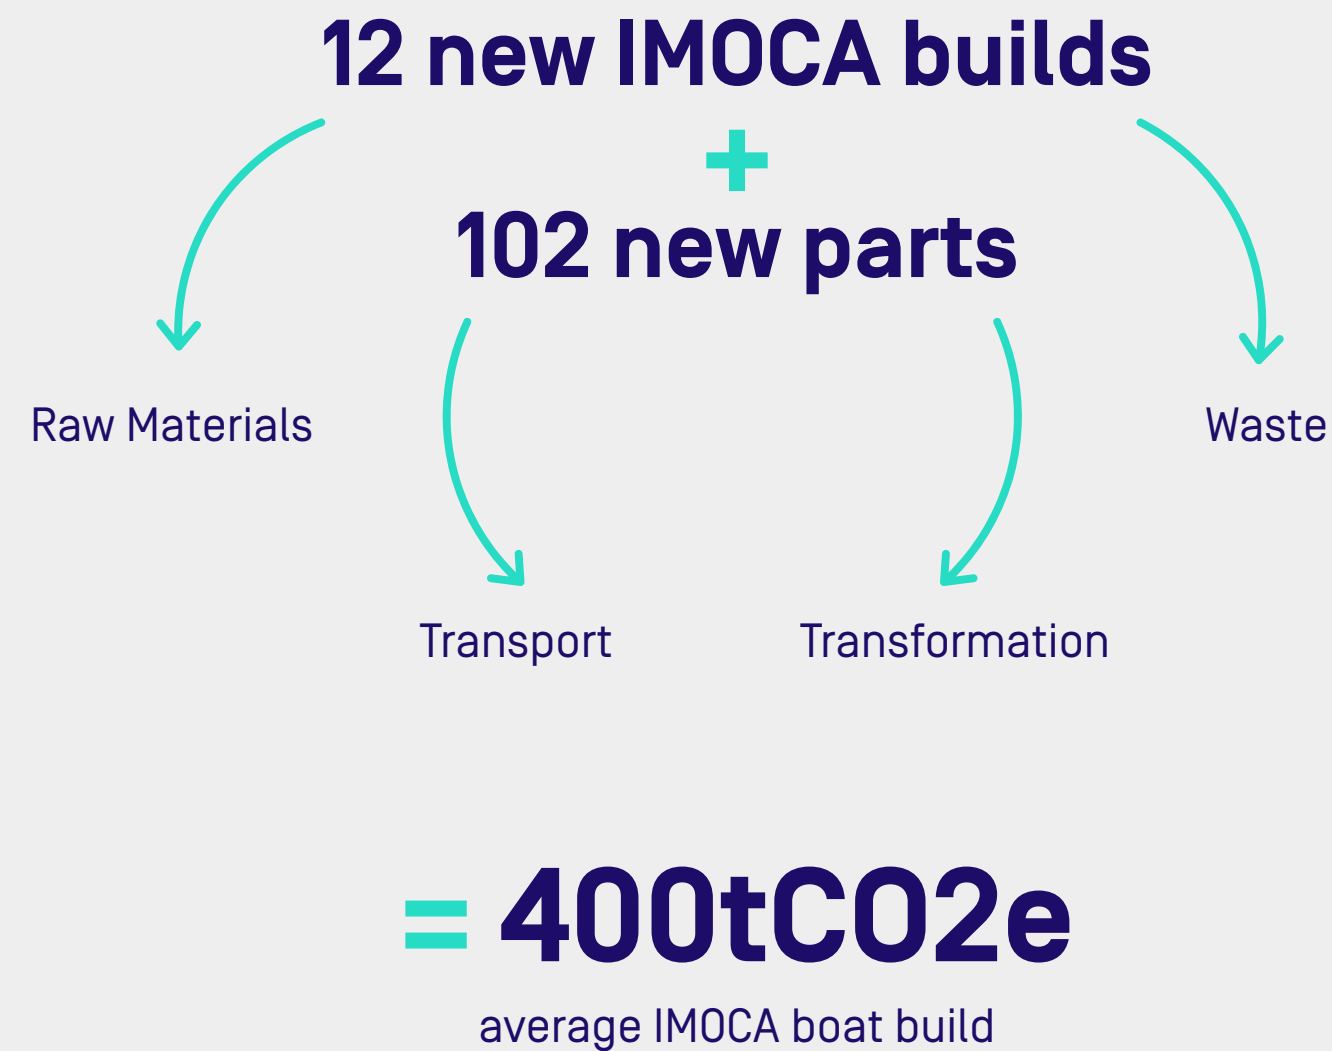 12 new IMOCA builds
+
102 new parts
Raw Materials
Waste
Transport
Transformation
= 400tCO2e
average IMOCA boat build